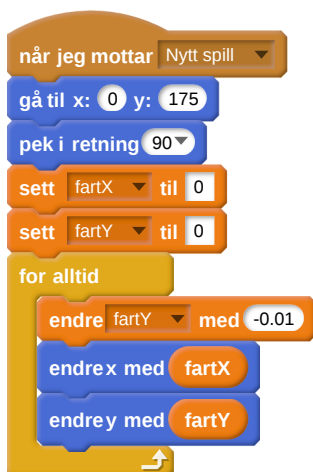 når jeg mottar Nytt spill
gå til x: 0 y: 175
pek i retning 90
sett fartX til 0
sett fartY til 0
for alltid
endre fartY med -0.01
endre x med fartX
endre y med fartY